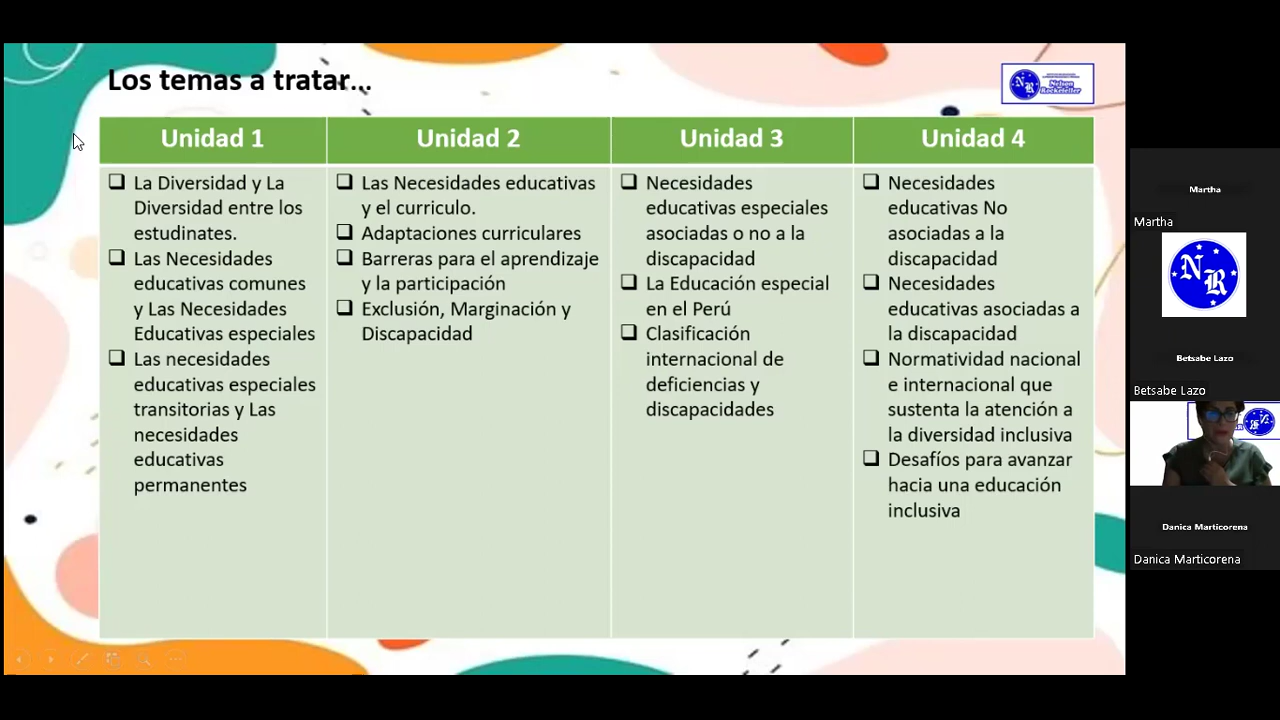 Los temas a tratar...
Nelson
Rockefeller
Unidad 1
Unidad 2
Unidad 3
Unidad 4
❑ La Diversidad y La
Diversidad entre los
estudinates.
❑ Las Necesidades
educativas comunes
y Las Necesidades
Educativas especiales
❑ Las necesidades
educativas especiales
transitorias y Las
necesidades
educativas
permanentes
❑ Las Necesidades educativas
y el curriculo.
❑ Adaptaciones curriculares
❑ Barreras para el aprendizaje
y la participación
❑ Exclusión, Marginación y
Discapacidad
❑ Necesidades
educativas especiales
asociadas o no a la
discapacidad
❑ La Educación especial
en el Perú
❑ Clasificación
internacional de
deficiencias y
discapacidades
❑ Necesidades
educativas No
asociadas a la
discapacidad
❑ Necesidades
educativas asociadas a
la discapacidad
❑ Normatividad nacional
e internacional que
sustenta la atención a
la diversidad inclusiva
❑ Desafíos para avanzar
hacia una educación
inclusiva
Martha
Martha
NR
Betsabe Lazo
Betsabe Lazo
Danica Marticorena
Danica Marticorena